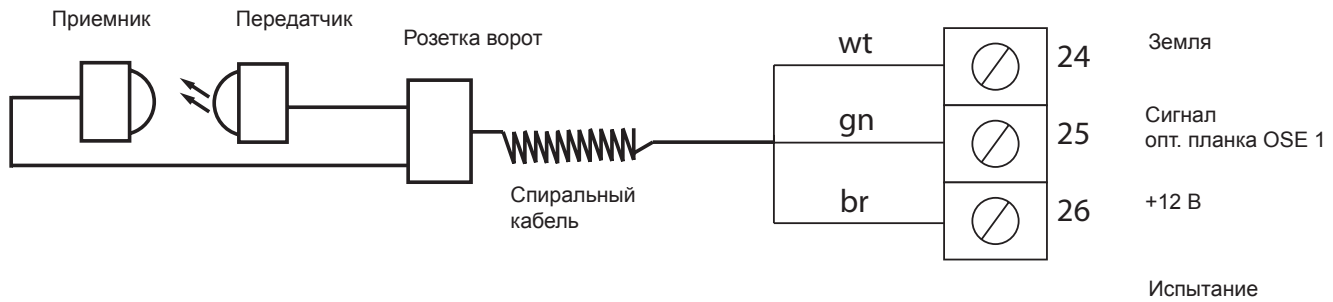 Приемник
Передатчик
Розетка ворот
Спиральный
кабель
wt
gn
br
24
Земля
25
Сигнал
опт. планка OSE 1
26
+12 В
Испытание